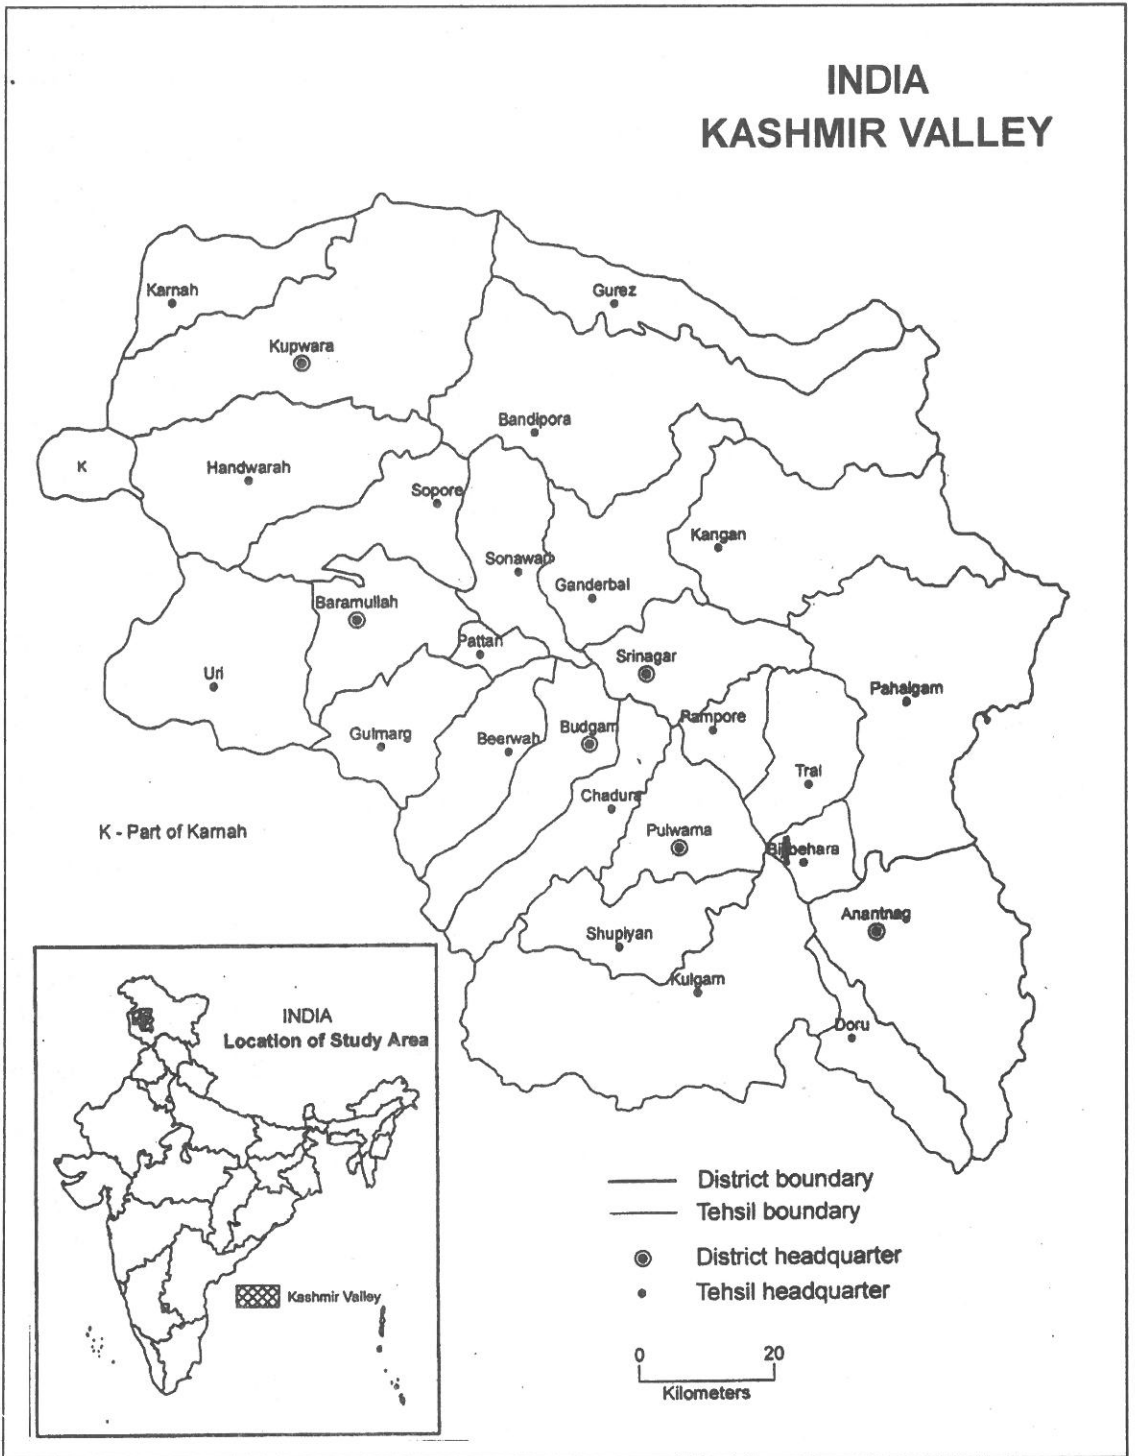 INDIA
KASHMIR VALLEY
Karnah
Gurez
Kupwara
Bandipora
K
Handwarah
Sopore
Kangan
Sonawari
Ganderbal
Baramullah
Pattan
Srinagar
Uri
Pahalgam
Rampore
Gulmarg
Beerwah
Budgam
Tral
Chadura
K - Part of Karnah
Pulwama
Bijbehara
Anantnag
Shupiyan
Kulgam
Doru
INDIA
Location of Study Area
Kashmir Valley
District boundary
Tehsil boundary
District headquarter
Tehsil headquarter
0 20
Kilometers